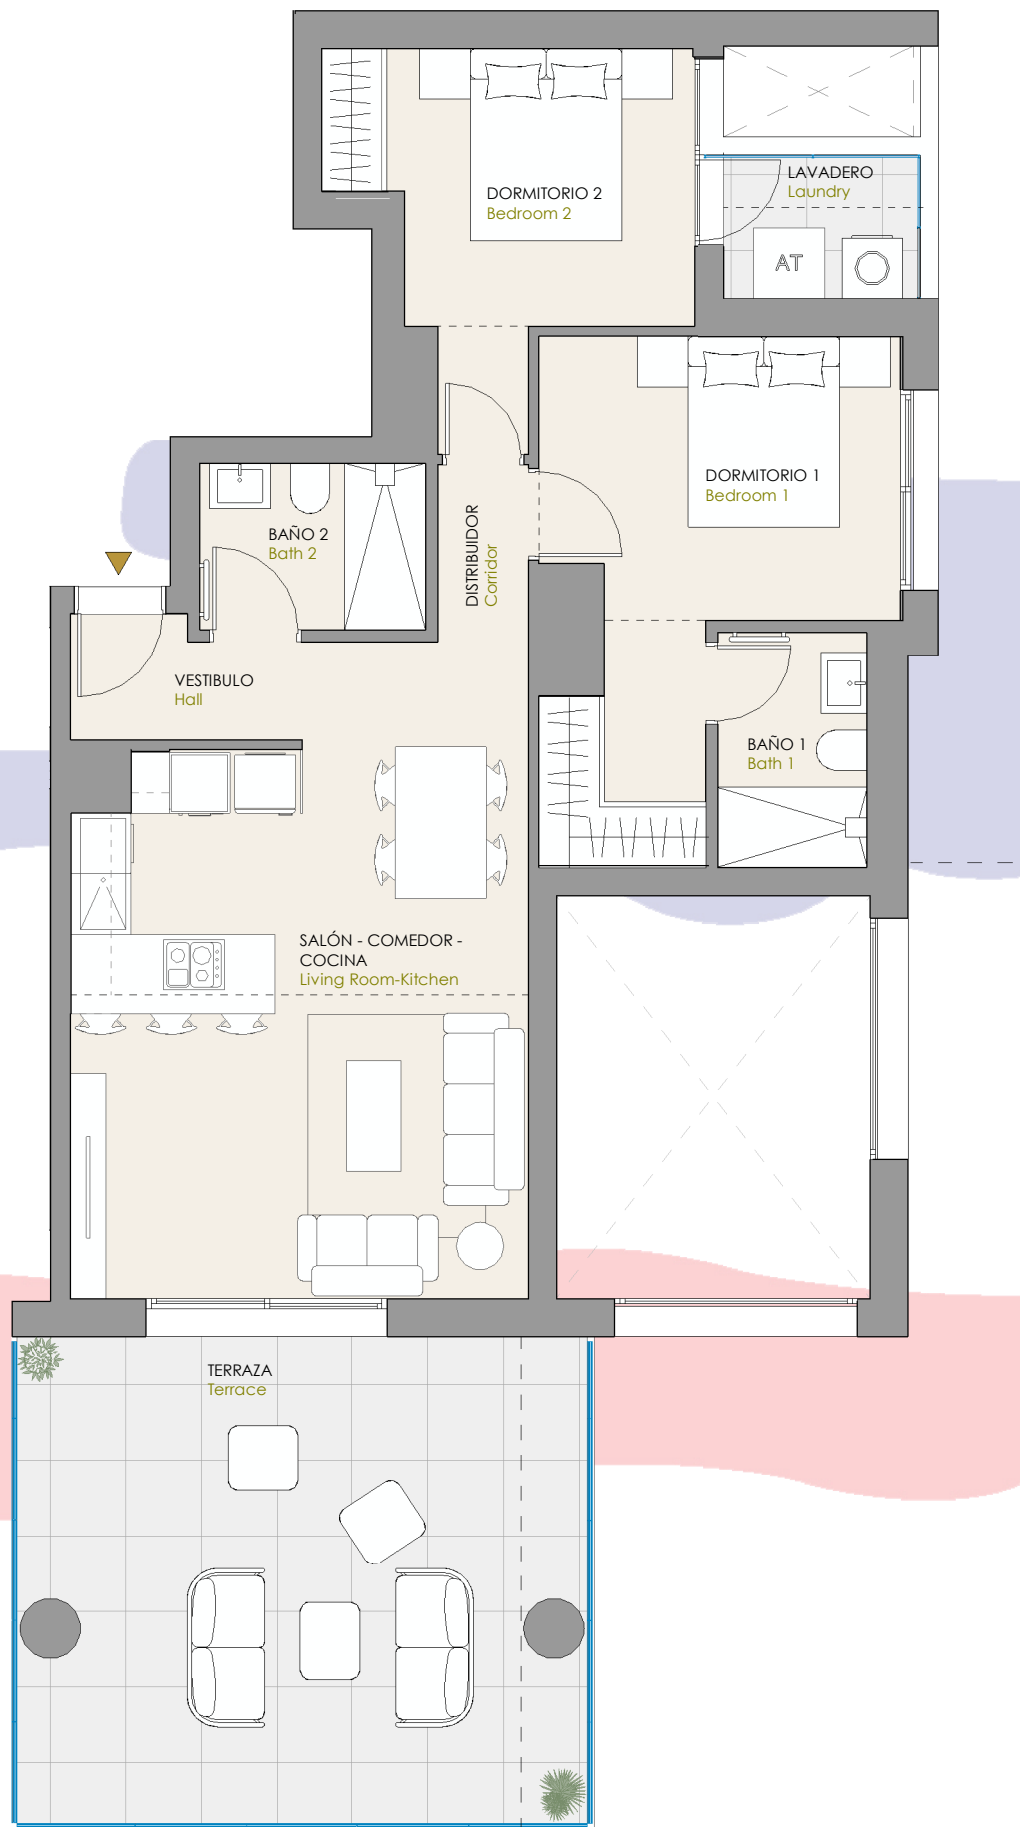 LAVADERO
Laundry
DORMITORIO 2
Bedroom 2
AT
DORMITORIO 1
Bedroom 1
BAÑO 2
Bath 2
DISTRIBUIDOR
Corridor
VESTIBULO
Hall
BAÑO 1
Bath 1
SALÓN - COMEDOR -
COCINA
Living Room-Kitchen
TERRAZA
Terrace